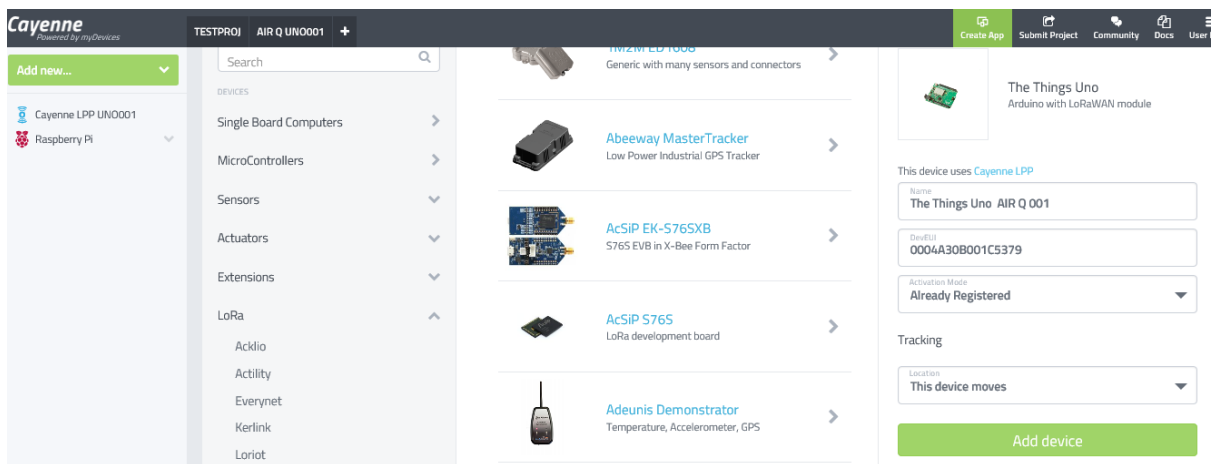 Cayenne
Powered by myDevices
TESTPROJ AIR Q UNO001 +
Create App Submit Project Community Docs User
Add new...
Cayenne LPP UNO001
Raspberry Pi
Search
DEVICES
Single Board Computers
MicroControllers
Sensors
Actuators
Extensions
LoRa
Acklio
Actility
Everynet
Kerlink
Loriot
1M2M ED1608
Generic with many sensors and connectors
Abeeway MasterTracker
Low Power Industrial GPS Tracker
AcSiP EK-S76SXB
S76S EVB in X-Bee Form Factor
AcSiP S76S
LoRa development board
Adeunis Demonstrator
Temperature, Accelerometer, GPS
The Things Uno
Arduino with LoRaWAN module
This device uses Cayenne LPP
Name
The Things Uno AIR Q 001
DevEUI
0004A30B001C5379
Activation Mode
Already Registered
Tracking
Location
This device moves
Add device